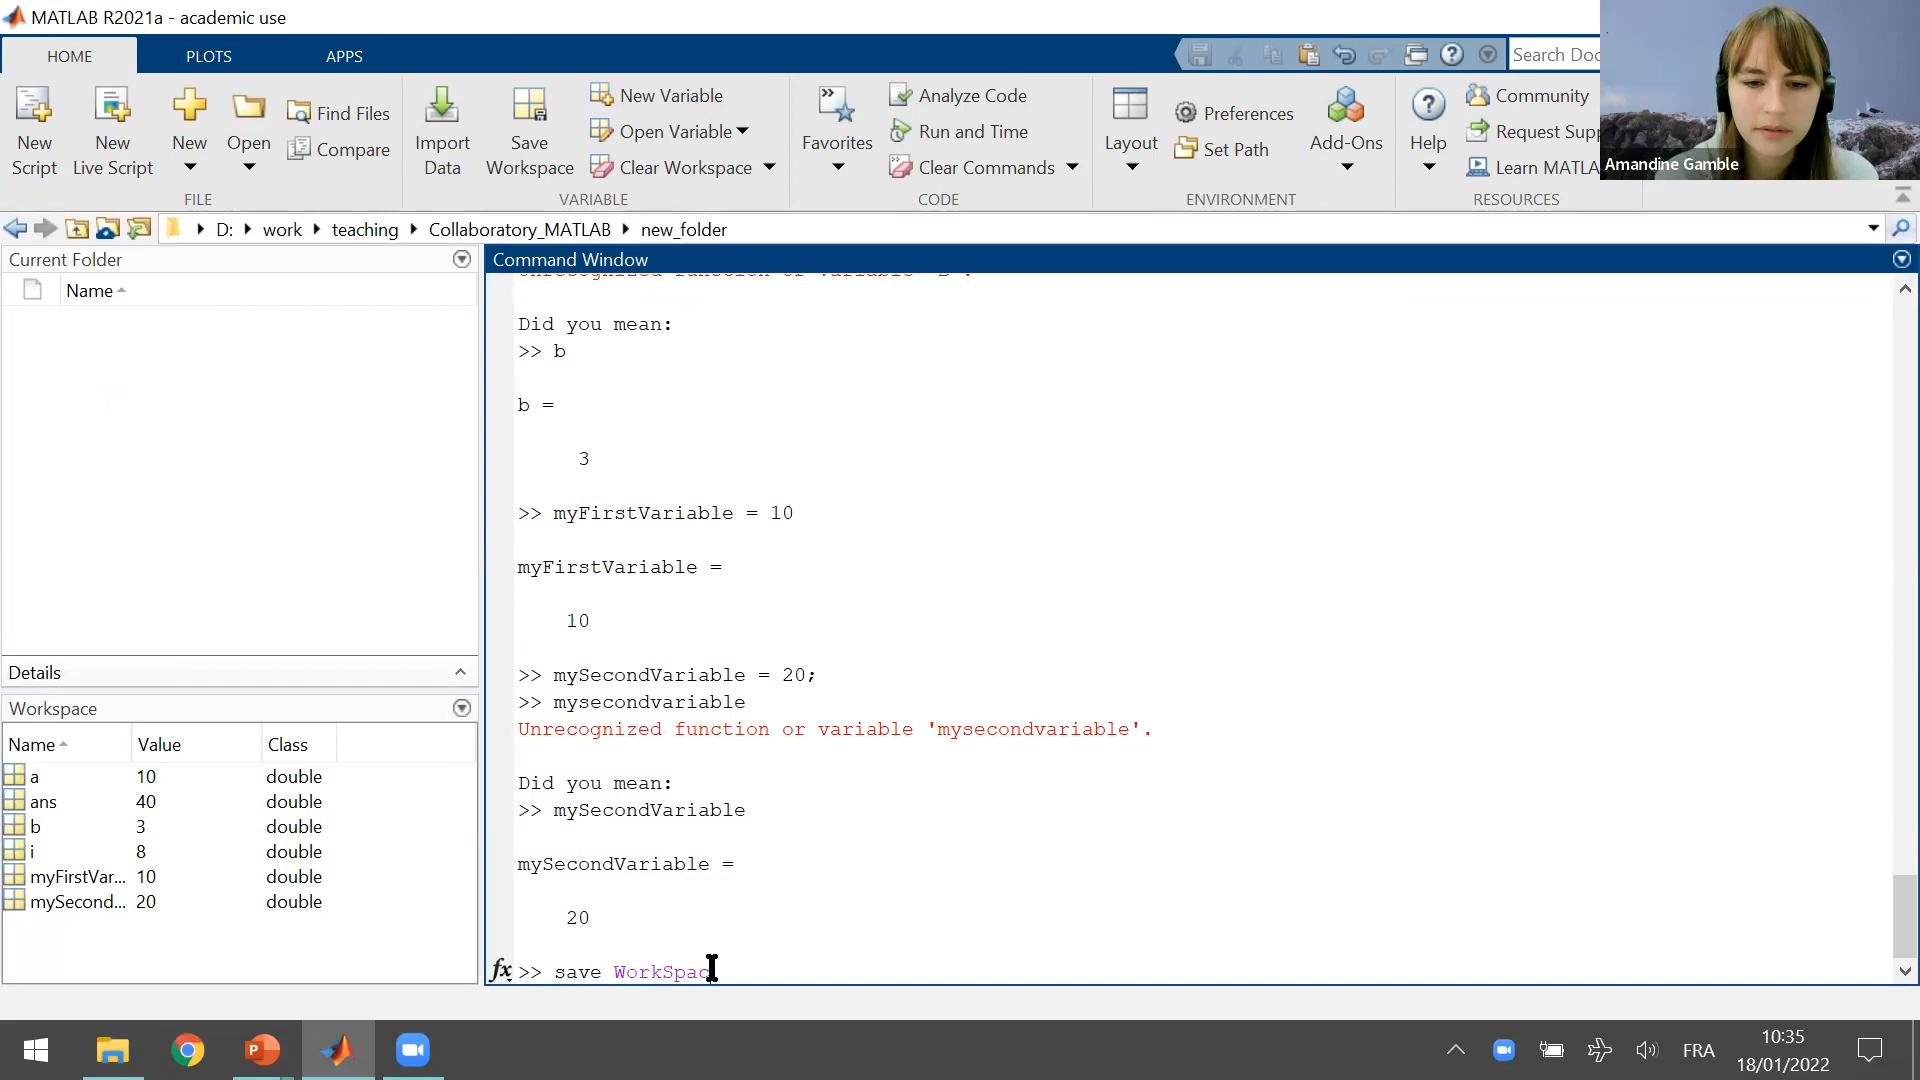 MATLAB R2021a - academic use
HOME PLOTS APPS
Search Doc
New Script
New Live Script
New
Open
Find Files
Compare
FILE
Import Data
Save Workspace
New Variable
Open Variable
Clear Workspace
VARIABLE
Favorites
Analyze Code
Run and Time
Clear Commands
CODE
Layout
Preferences
Set Path
Add-Ons
ENVIRONMENT
Help
Community
Request Supp
Learn MATLA
RESOURCES
Amandine Gamble
D: work teaching Collaboratory_MATLAB new_folder
Current Folder
Name
Details
Workspace
Name Value Class
a 10 double
ans 40 double
b 3 double
i 8 double
myFirstVar... 10 double
mySecond... 20 double
Command Window
Did you mean:
>> b
b =
3
>> myFirstVariable = 10
myFirstVariable =
10
>> mySecondVariable = 20;
>> mysecondvariable
Unrecognized function or variable 'mysecondvariable'.
Did you mean:
>> mySecondVariable
mySecondVariable =
20
fx >> save WorkSpac
FRA
10:35
18/01/2022